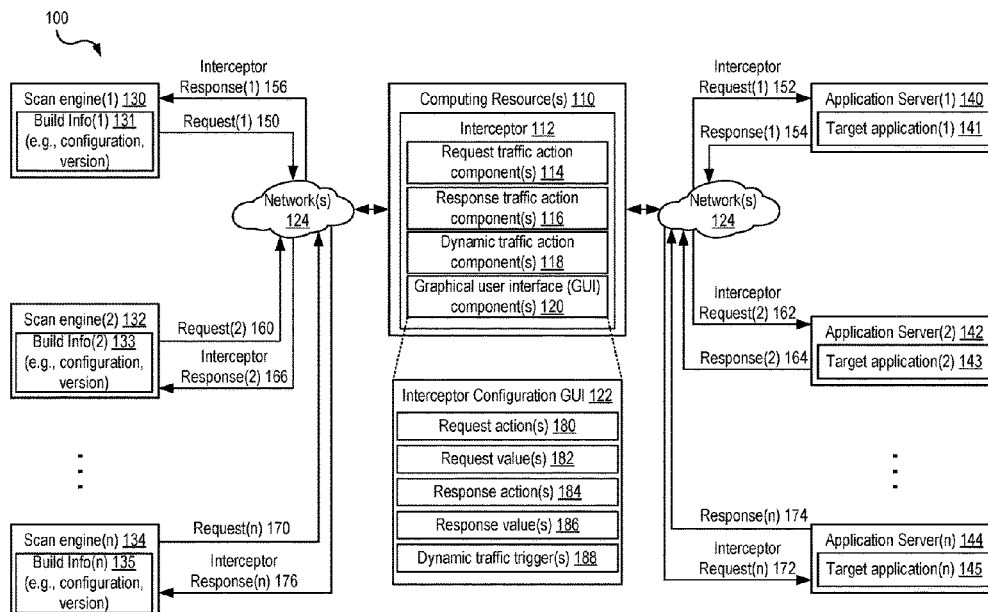 100
Scan engine(1) 130
Build Info(1) 131
(e.g., configuration,
version)
Interceptor
Response(1) 156
Request(1) 150
Network(s)
124
Scan engine(2) 132
Build Info(2) 133
(e.g., configuration,
version)
Request(2) 160
Interceptor
Response(2) 166
Scan engine(n) 134
Build Info(n) 135
(e.g., configuration,
version)
Request(n) 170
Interceptor
Response(n) 176
Computing Resource(s) 110
Interceptor 112
Request traffic action
component(s) 114
Response traffic action
component(s) 116
Dynamic traffic action
component(s) 118
Graphical user interface (GUI)
component(s) 120
Interceptor Configuration GUI 122
Request action(s) 180
Request value(s) 182
Response action(s) 184
Response value(s) 186
Dynamic traffic trigger(s) 188
Interceptor
Request(1) 152
Response(1) 154
Network(s)
124
Application Server(1) 140
Target application(1) 141
Interceptor
Request(2) 162
Response(2) 164
Application Server(2) 142
Target application(2) 143
Response(n) 174
Interceptor
Request(n) 172
Application Server(n) 144
Target application(n) 145